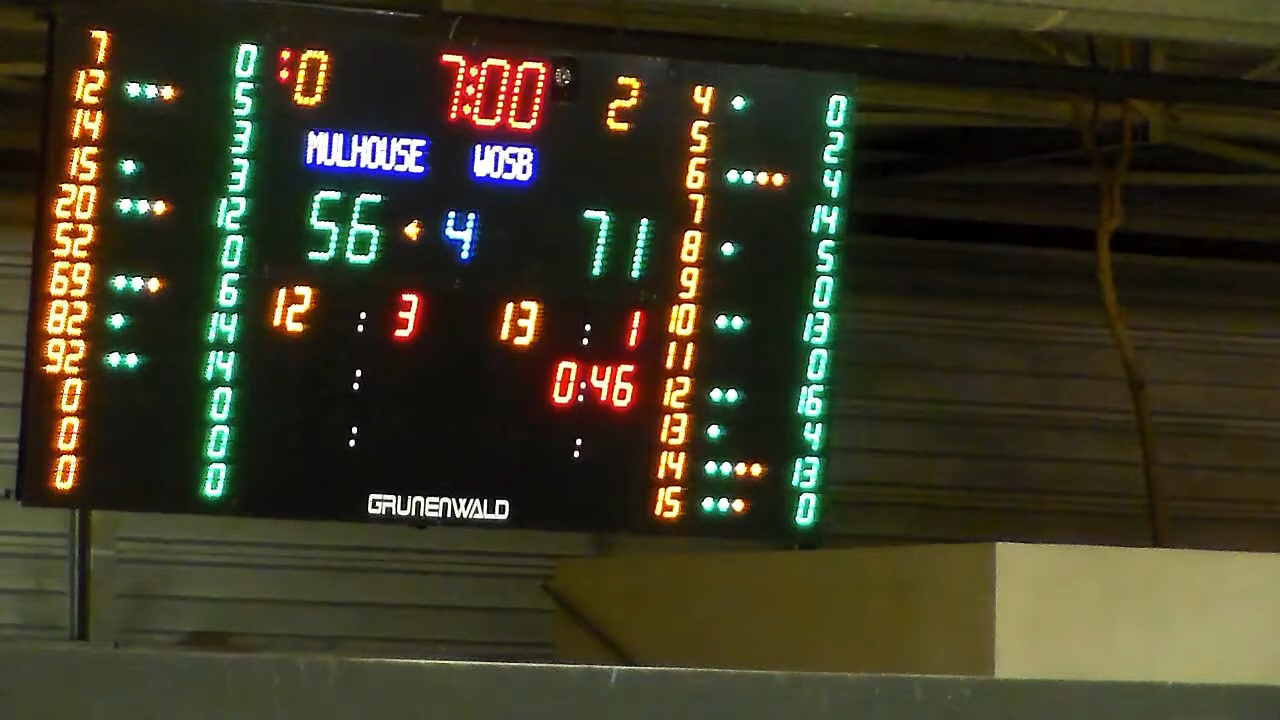 7 0 :0 7:00 2 4 0
12 5 5 2
14 3 MULHOUSE WOSB 6 4
15 3 7 14
20 12 56 4 71 8 5
52 0 9 0
69 6 12 : 3 13 : 1 10 13
82 14 11 0
92 14 : 0:46 12 16
0 0 13 4
0 0 : : 14 13
0 0 15 0
GRUNENWALD